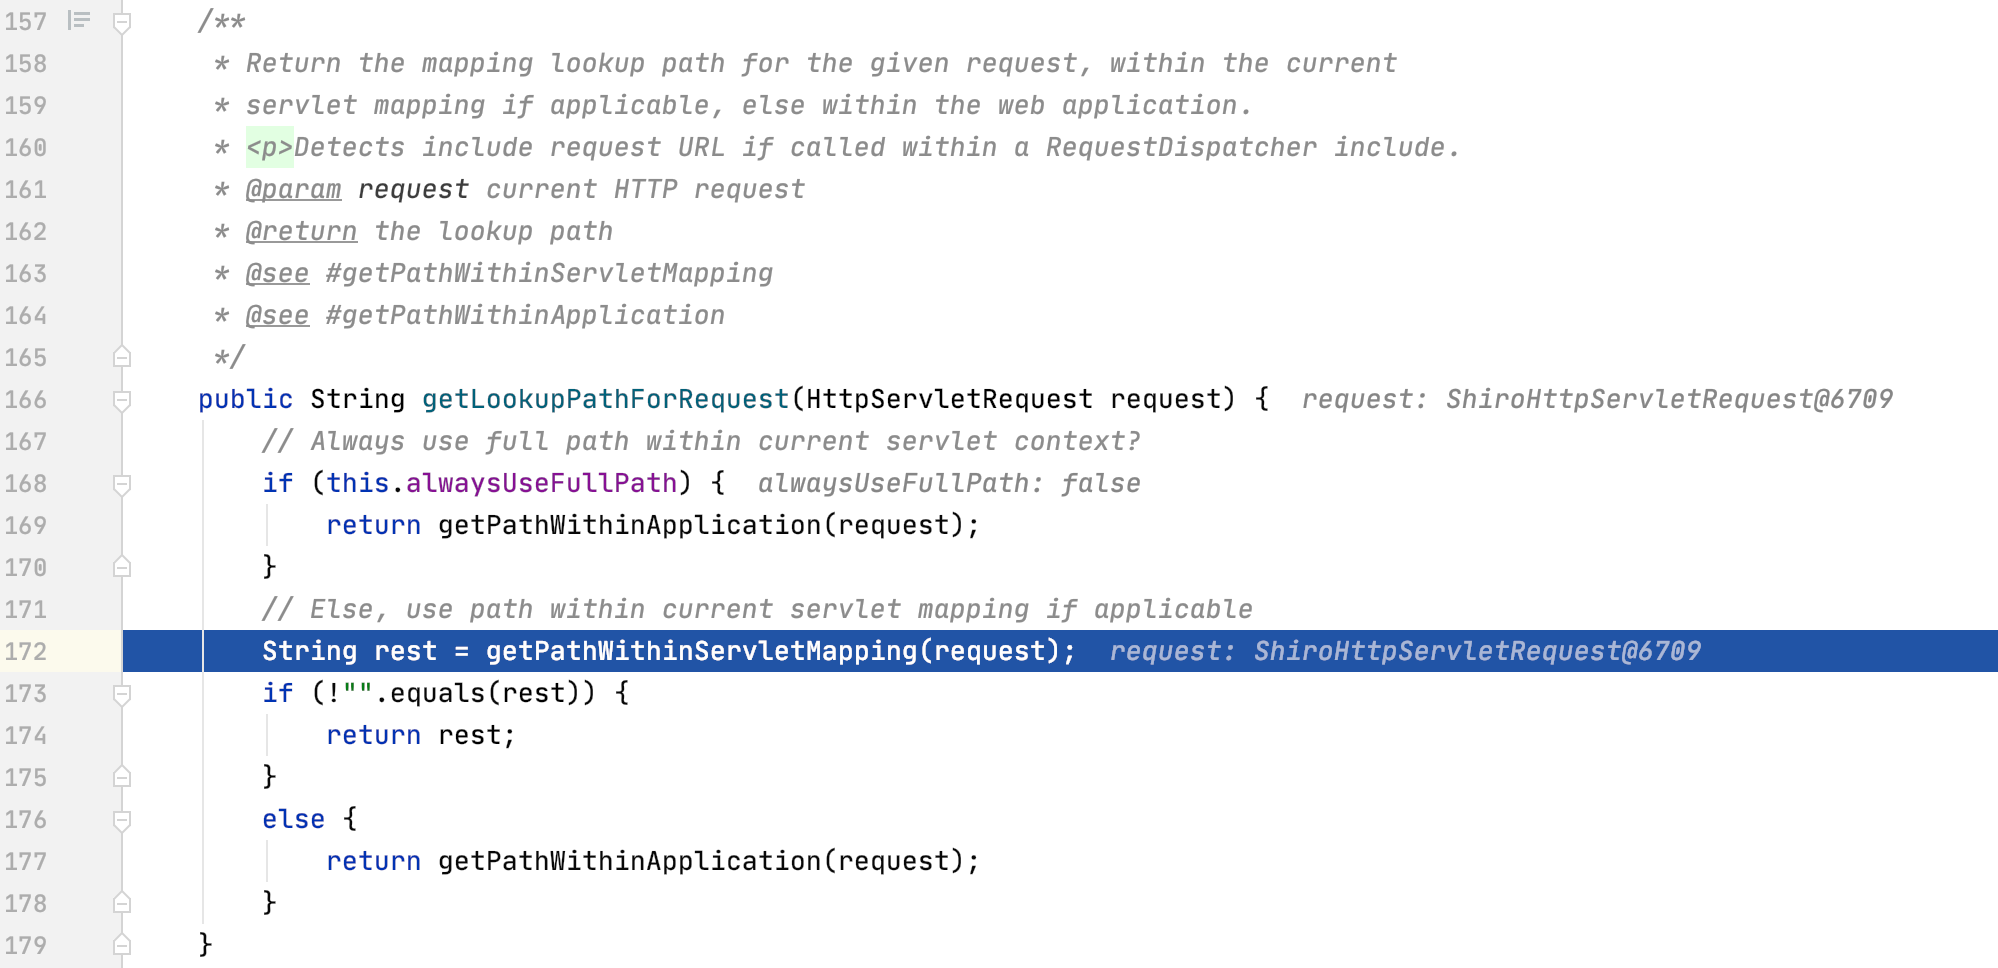 157 /**
158 * Return the mapping lookup path for the given request, within the current
159 * servlet mapping if applicable, else within the web application.
160 * <p>Detects include request URL if called within a RequestDispatcher include.
161 * @param request current HTTP request
162 * @return the lookup path
163 * @see #getPathWithinServletMapping
164 * @see #getPathWithinApplication
165 */
166 public String getLookupPathForRequest(HttpServletRequest request) { request: ShiroHttpServletRequest@6709
167 // Always use full path within current servlet context?
168 if (this.alwaysUseFullPath) { alwaysUseFullPath: false
169 return getPathWithinApplication(request);
170 }
171 // Else, use path within current servlet mapping if applicable
172 String rest = getPathWithinServletMapping(request); request: ShiroHttpServletRequest@6709
173 if (!"".equals(rest)) {
174 return rest;
175 }
176 else {
177 return getPathWithinApplication(request);
178 }
179 }